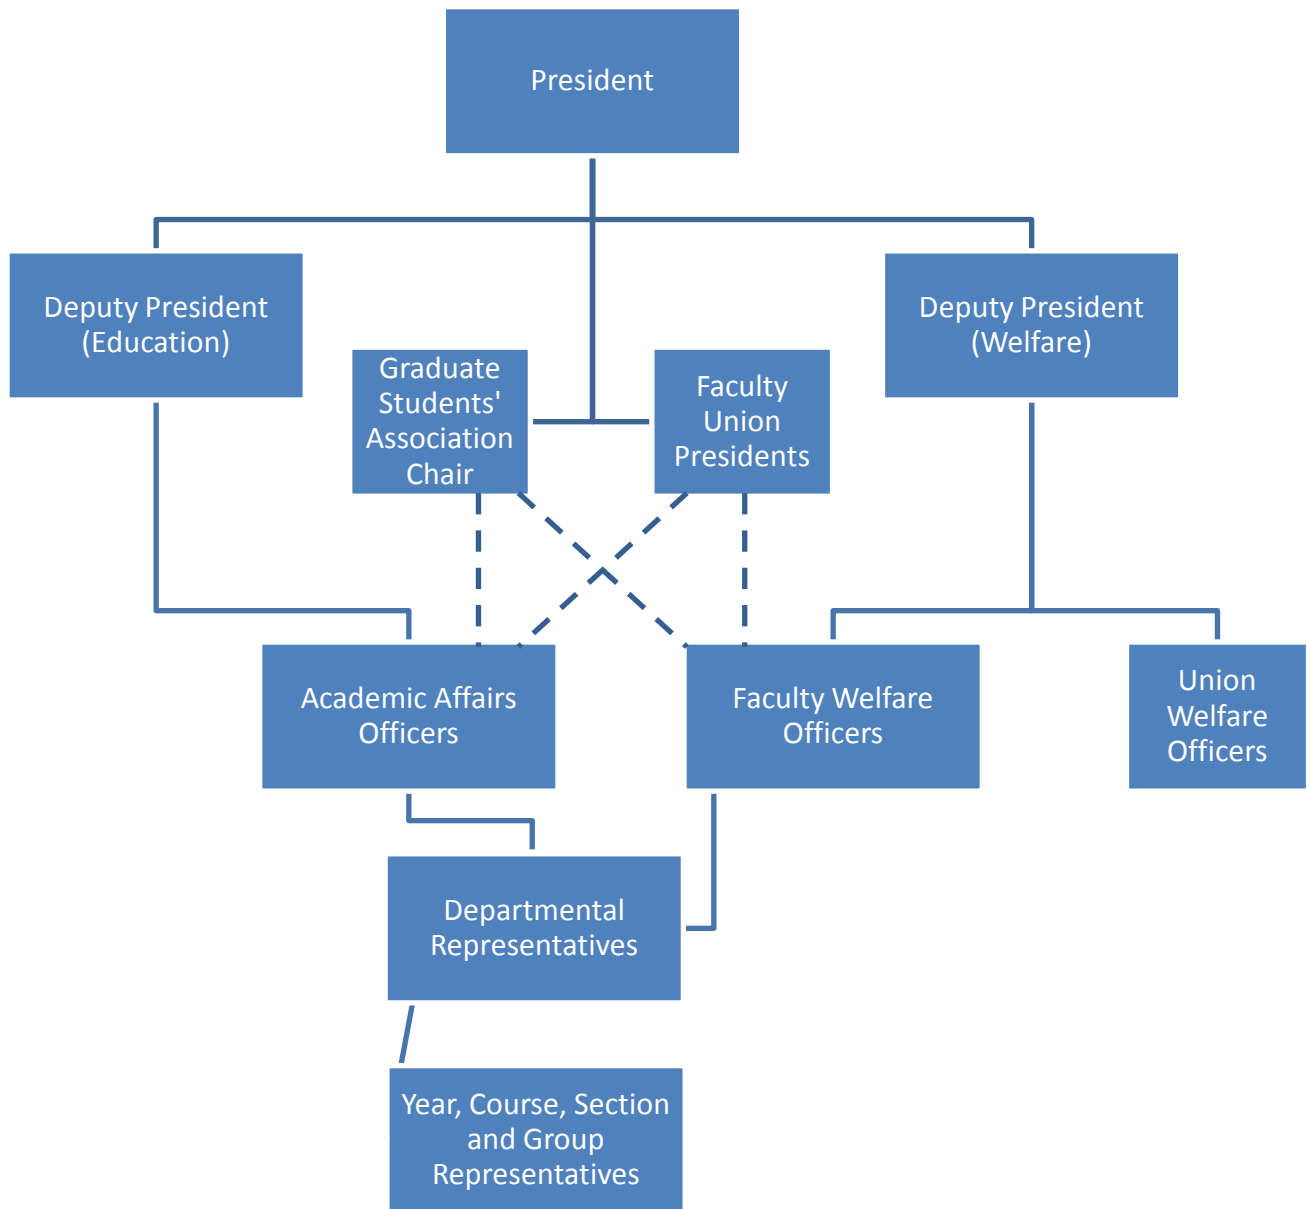 President
Deputy President
(Education)
Deputy President
(Welfare)
Graduate
Students'
Association
Chair
Faculty
Union
Presidents
Academic Affairs
Officers
Faculty Welfare
Officers
Union
Welfare
Officers
Departmental
Representatives
Year, Course, Section
and Group
Representatives